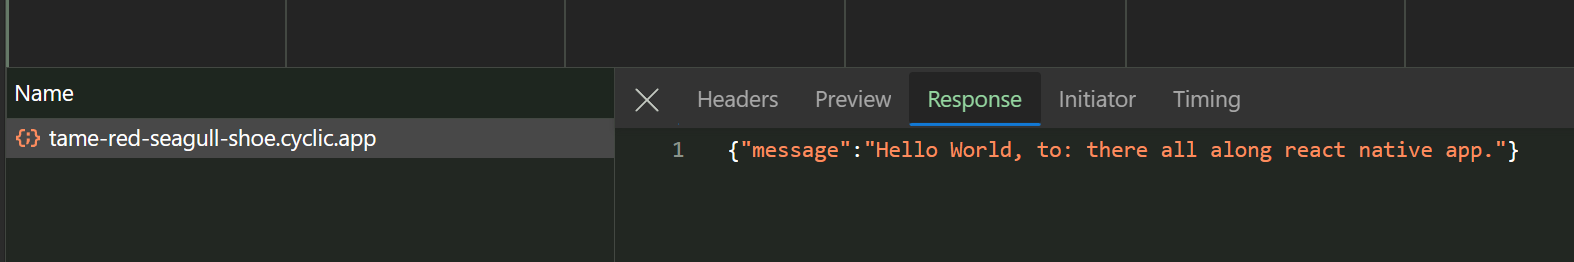 Name
tame-red-seagull-shoe.cyclic.app
Headers Preview Response Initiator Timing
1 {"message":"Hello World, to: there all along react native app."}